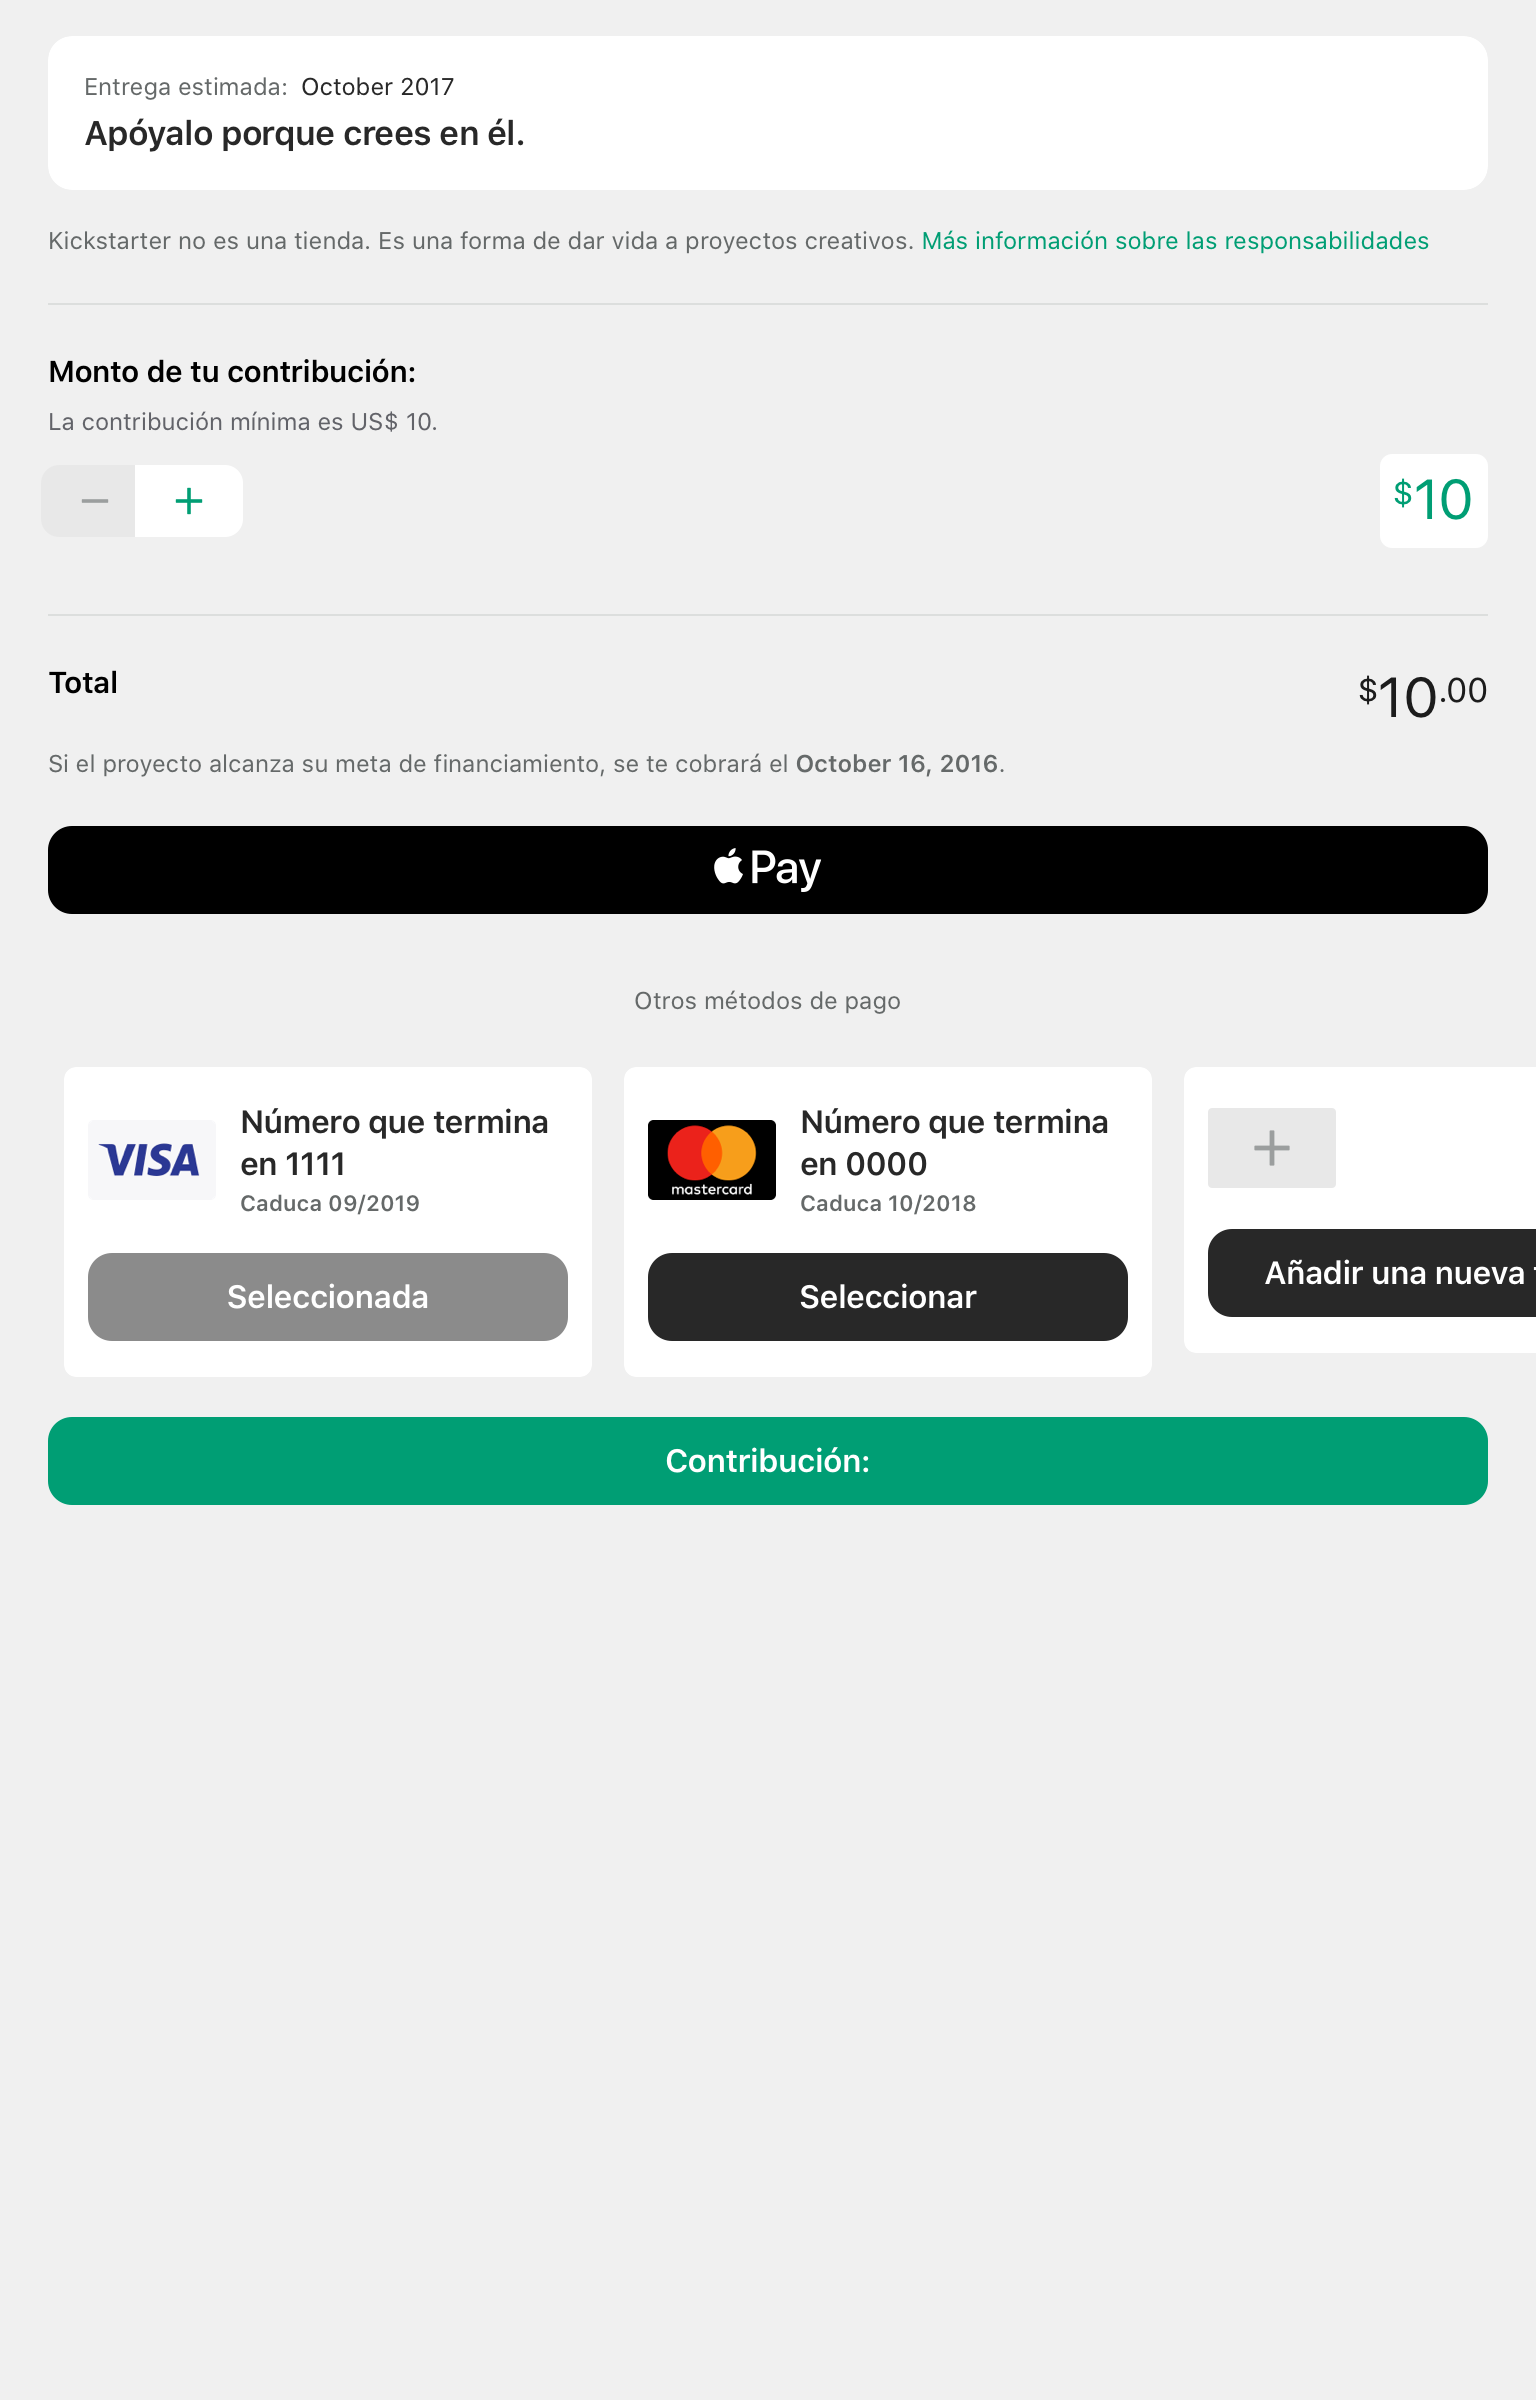 Entrega estimada: October 2017
Apóyalo porque crees en él.
Kickstarter no es una tienda. Es una forma de dar vida a proyectos creativos. Más información sobre las responsabilidades
Monto de tu contribución:
La contribución mínima es US$ 10.
− +
$10
Total
$10.00
Si el proyecto alcanza su meta de financiamiento, se te cobrará el October 16, 2016.
Pay
Otros métodos de pago
VISA
Número que termina
en 1111
Caduca 09/2019
Seleccionada
mastercard
Número que termina
en 0000
Caduca 10/2018
Seleccionar
+
Añadir una nueva
Contribución: